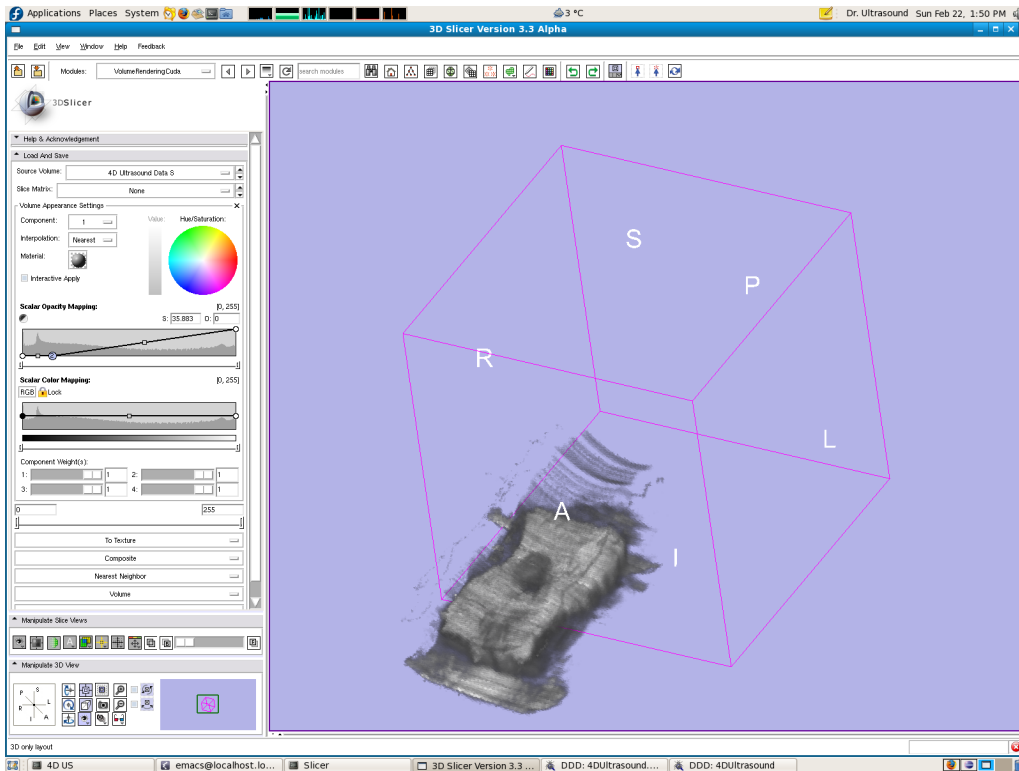 Applications Places System
3 °C
Dr. Ultrasound Sun Feb 22, 1:50 PM
3D Slicer Version 3.3 Alpha
File Edit View Window Help Feedback
Modules: VolumeRenderingCuda search modules
3DSlicer
Help & Acknowledgement
Load And Save
Source Volume: 4D Ultrasound Data S
Slice Matrix: None
Volume Appearance Settings
Component: 1 Value: Hue/Saturation:
Interpolation: Nearest
Material:
Interactive Apply
Scalar Opacity Mapping: [0, 255]
S: 35.883 O: 0
2
Scalar Color Mapping: [0, 255]
RGB Lock
Component Weight(s):
1: 1 2: 1
3: 1 4: 1
0 255
To Texture
Composite
Nearest Neighbor
Volume
Manipulate Slice Views
Manipulate 3D View
P S
R L
I A
S
P
R
L
A
I
3D only layout
4D US emacs@localhost.lo... Slicer 3D Slicer Version 3.3 ... DDD: 4DUltrasound.... DDD: 4DUltrasound